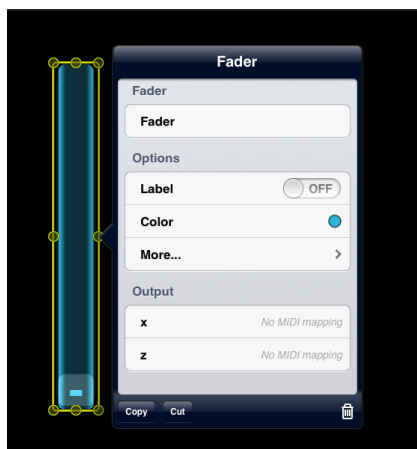 Fader
Fader
Fader
Options
Label OFF
Color
More...
Output
x No MIDI mapping
z No MIDI mapping
Copy Cut